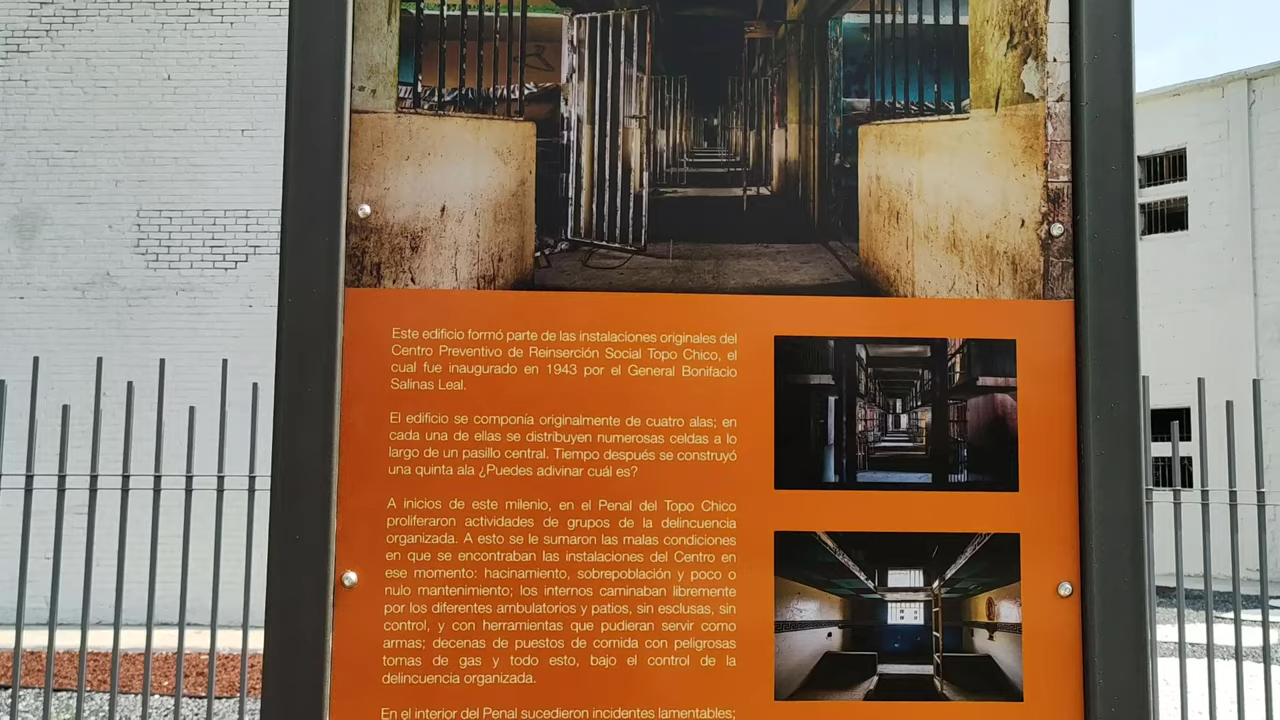 Este edificio formó parte de las instalaciones originales del
Centro Preventivo de Reinserción Social Topo Chico, el
cual fue inaugurado en 1943 por el General Bonifacio
Salinas Leal.
El edificio se componía originalmente de cuatro alas; en
cada una de ellas se distribuyen numerosas celdas a lo
largo de un pasillo central. Tiempo después se construyó
una quinta ala ¿Puedes adivinar cuál es?
A inicios de este milenio, en el Penal del Topo Chico
proliferaron actividades de grupos de la delincuencia
organizada. A esto se le sumaron las malas condiciones
en que se encontraban las instalaciones del Centro en
ese momento: hacinamiento, sobrepoblación y poco o
nulo mantenimiento; los internos caminaban libremente
por los diferentes ambulatorios y patios, sin esclusas, sin
control, y con herramientas que pudieran servir como
armas; decenas de puestos de comida con peligrosas
tomas de gas y todo esto, bajo el control de la
delincuencia organizada.
En el interior del Penal sucedieron incidentes lamentables;